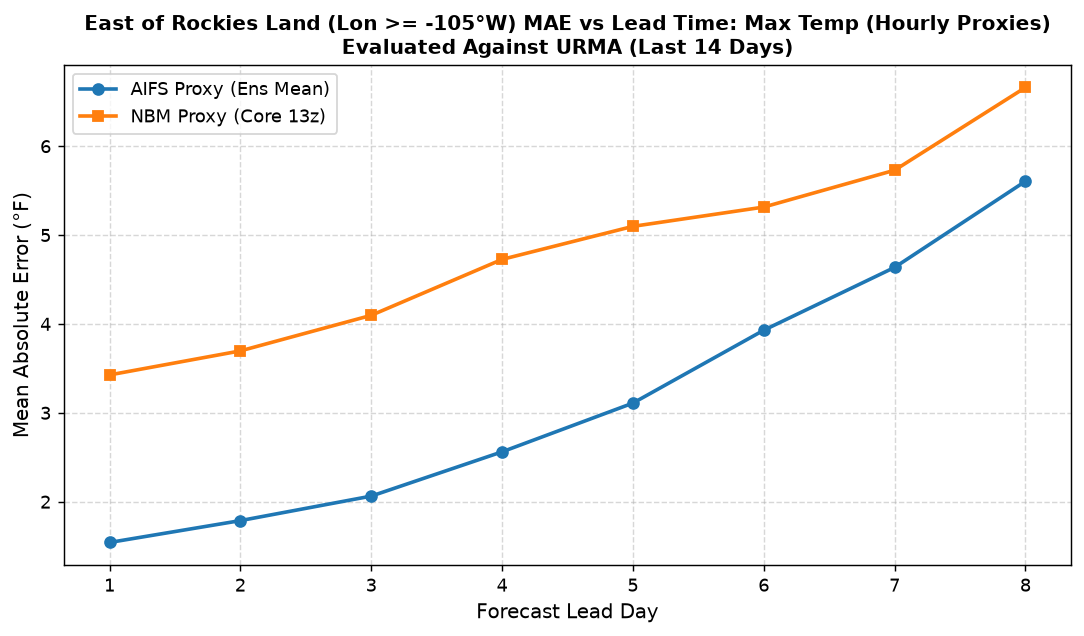 East of Rockies Land (Lon >= -105°W) MAE vs Lead Time: Max Temp (Hourly Proxies)
Evaluated Against URMA (Last 14 Days)
AIFS Proxy (Ens Mean)
NBM Proxy (Core 13z)
Mean Absolute Error (°F)
6
5
4
3
2
1 2 3 4 5 6 7 8
Forecast Lead Day